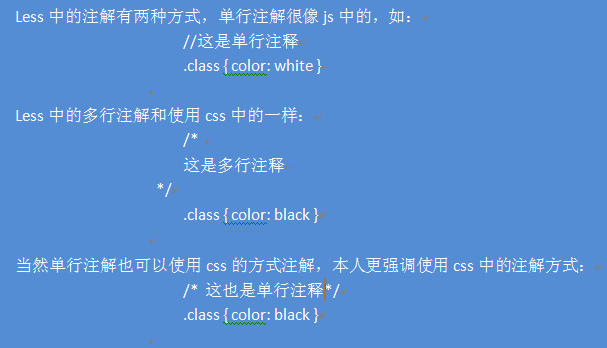 Less 中的注解有两种方式，单行注解很像 js 中的，如：
//这是单行注释
.class { color: white }
Less 中的多行注解和使用 css 中的一样：
/*
这是多行注释
*/
.class { color: black }
当然单行注解也可以使用 css 的方式注解，本人更强调使用 css 中的注解方式：
/* 这也是单行注释*/
.class { color: black }